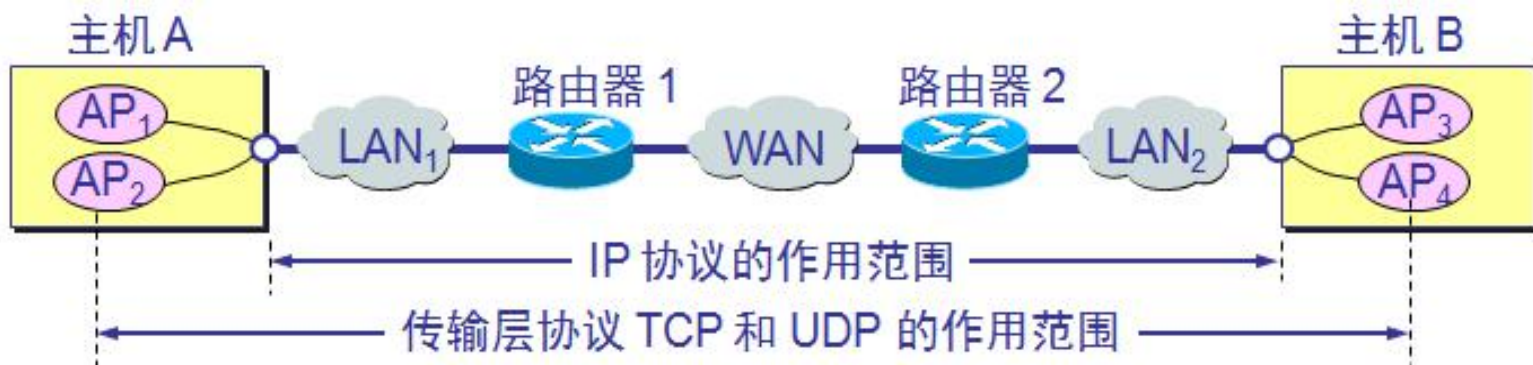 主机 A
主机 B
路由器 1
路由器 2
AP₁
AP₂
LAN₁
WAN
LAN₂
AP₃
AP₄
IP 协议的作用范围
传输层协议 TCP 和 UDP 的作用范围